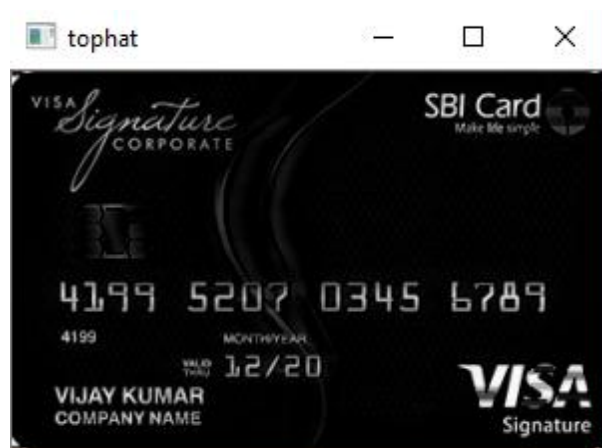 tophat
VISA Signature
CORPORATE
SBI Card
Make life simple
4199 5207 0345 6789
4199
MONTH/YEAR
VALID THRU 12/20
VIJAY KUMAR
COMPANY NAME
VISA
Signature